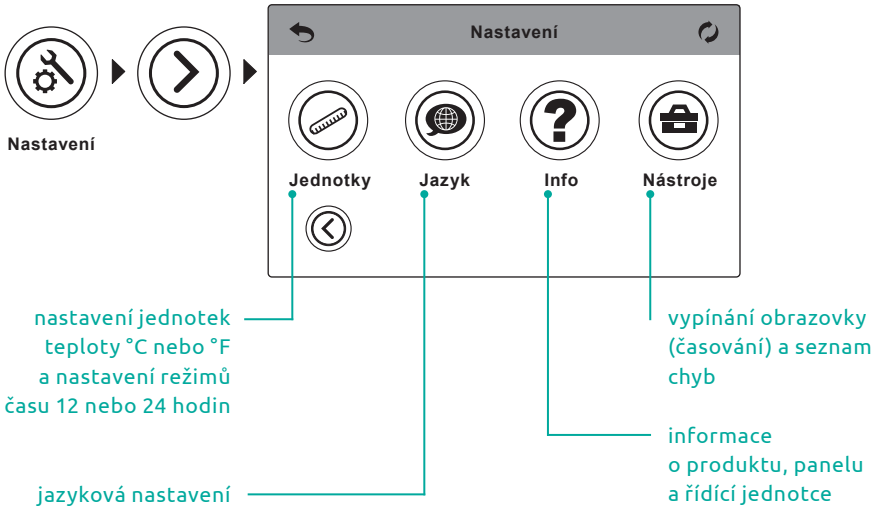 Nastavení
Nastavení
Jednotky
Jazyk
Info
Nástroje
nastavení jednotek
teploty °C nebo °F
a nastavení režimů
času 12 nebo 24 hodin
jazyková nastavení
vypínání obrazovky
(časování) a seznam
chyb
informace
o produktu, panelu
a řídící jednotce